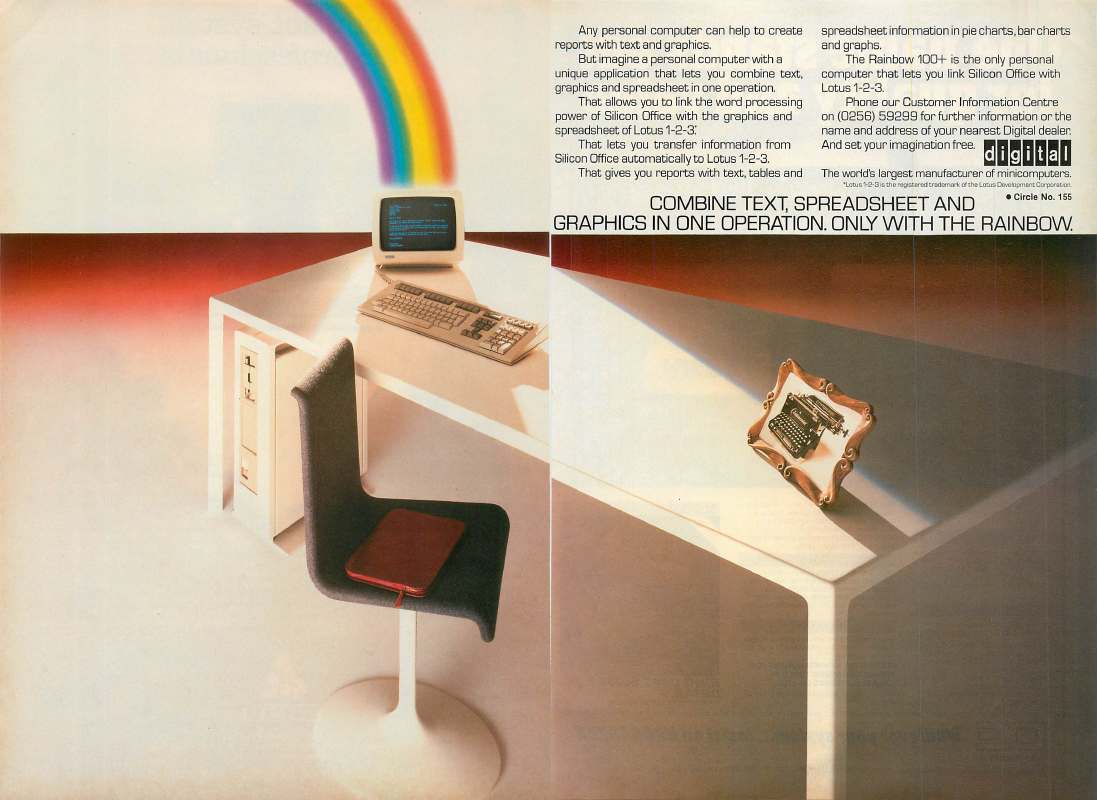 Any personal computer can help to create
reports with text and graphics.
But imagine a personal computer with a
unique application that lets you combine text,
graphics and spreadsheet in one operation.
That allows you to link the word processing
power of Silicon Office with the graphics and
spreadsheet of Lotus 1-2-3*.
That lets you transfer information from
Silicon Office automatically to Lotus 1-2-3.
That gives you reports with text, tables and
spreadsheet information in pie charts, bar charts
and graphs.
The Rainbow 100+ is the only personal
computer that lets you link Silicon Office with
Lotus 1-2-3.
Phone our Customer Information Centre
on (0256) 59299 for further information or the
name and address of your nearest Digital dealer.
And set your imagination free.
digital
The world's largest manufacturer of minicomputers.
*Lotus 1-2-3 is the registered trademark of the Lotus Development Corporation.
● Circle No. 155
COMBINE TEXT, SPREADSHEET AND
GRAPHICS IN ONE OPERATION. ONLY WITH THE RAINBOW.